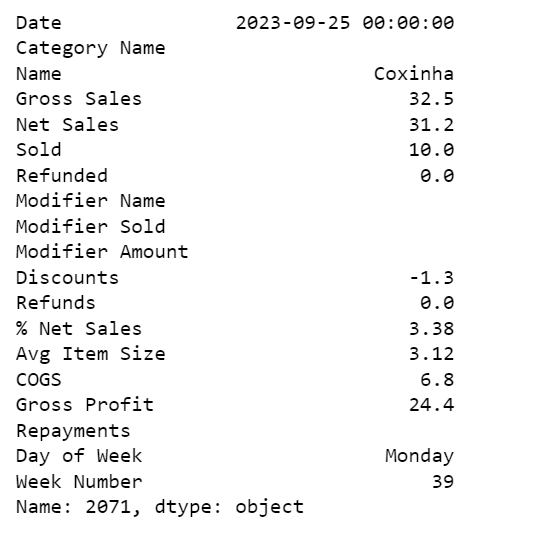 Date 2023-09-25 00:00:00
Category Name
Name Coxinha
Gross Sales 32.5
Net Sales 31.2
Sold 10.0
Refunded 0.0
Modifier Name
Modifier Sold
Modifier Amount
Discounts -1.3
Refunds 0.0
% Net Sales 3.38
Avg Item Size 3.12
COGS 6.8
Gross Profit 24.4
Repayments
Day of Week Monday
Week Number 39
Name: 2071, dtype: object